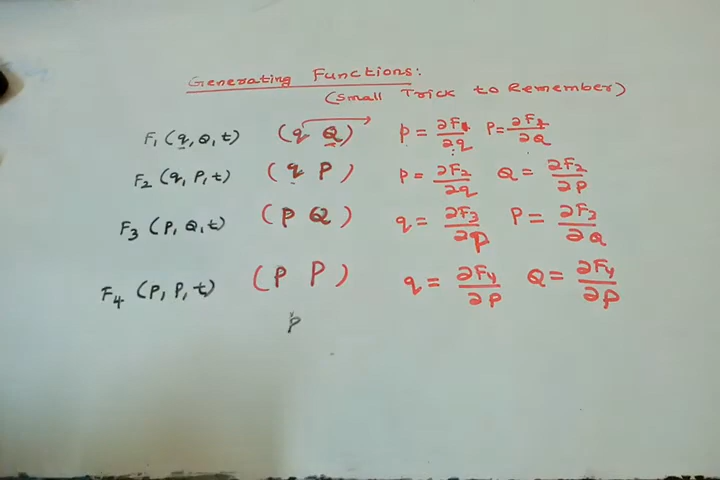 Generating Functions:
(Small Trick to Remember)
F₁ (q, Q, t) (q Q) p = ∂F₁/∂q P = ∂F₁/∂Q
F₂ (q, P, t) (q P) p = ∂F₂/∂q Q = ∂F₂/∂P
F₃ (p, Q, t) (p Q) q = ∂F₃/∂p P = ∂F₃/∂Q
F₄ (p, P, t) (p P) q = ∂F₄/∂p Q = ∂F₄/∂P
p